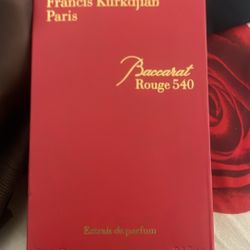 Francis Kurkdjian
Paris
Baccarat
Rouge 540
Extrait de parfum